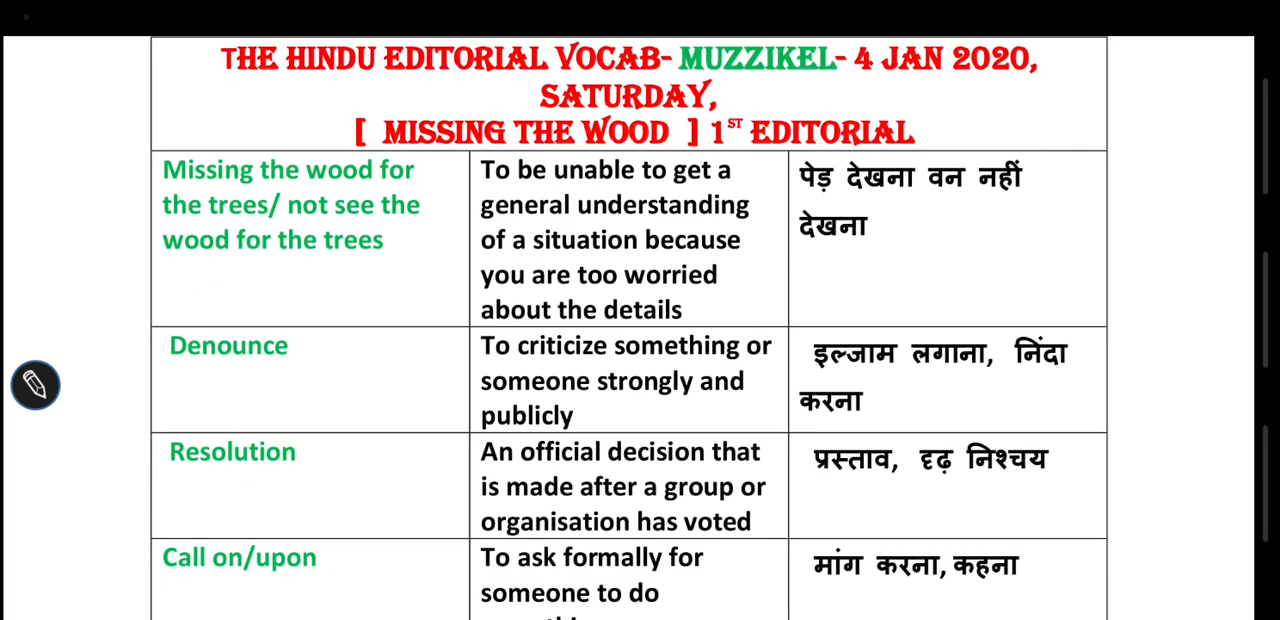 THE HINDU EDITORIAL VOCAB- MUZZIKEL- 4 JAN 2020,
SATURDAY,
[ MISSING THE WOOD ] 1ST EDITORIAL
Missing the wood for
the trees/ not see the
wood for the trees
To be unable to get a
general understanding
of a situation because
you are too worried
about the details
पेड़ देखना वन नहीं
देखना
Denounce
To criticize something or
someone strongly and
publicly
इल्जाम लगाना, निंदा
करना
Resolution
An official decision that
is made after a group or
organisation has voted
प्रस्ताव, दृढ़ निश्चय
Call on/upon
To ask formally for
someone to do
मांग करना, कहना